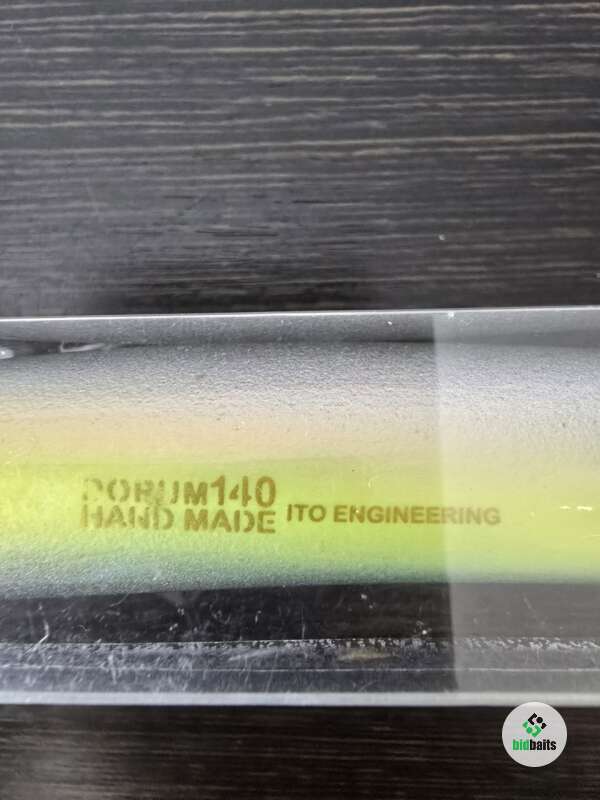 DORUM140
HAND MADE
ITO ENGINEERING
bidbaits